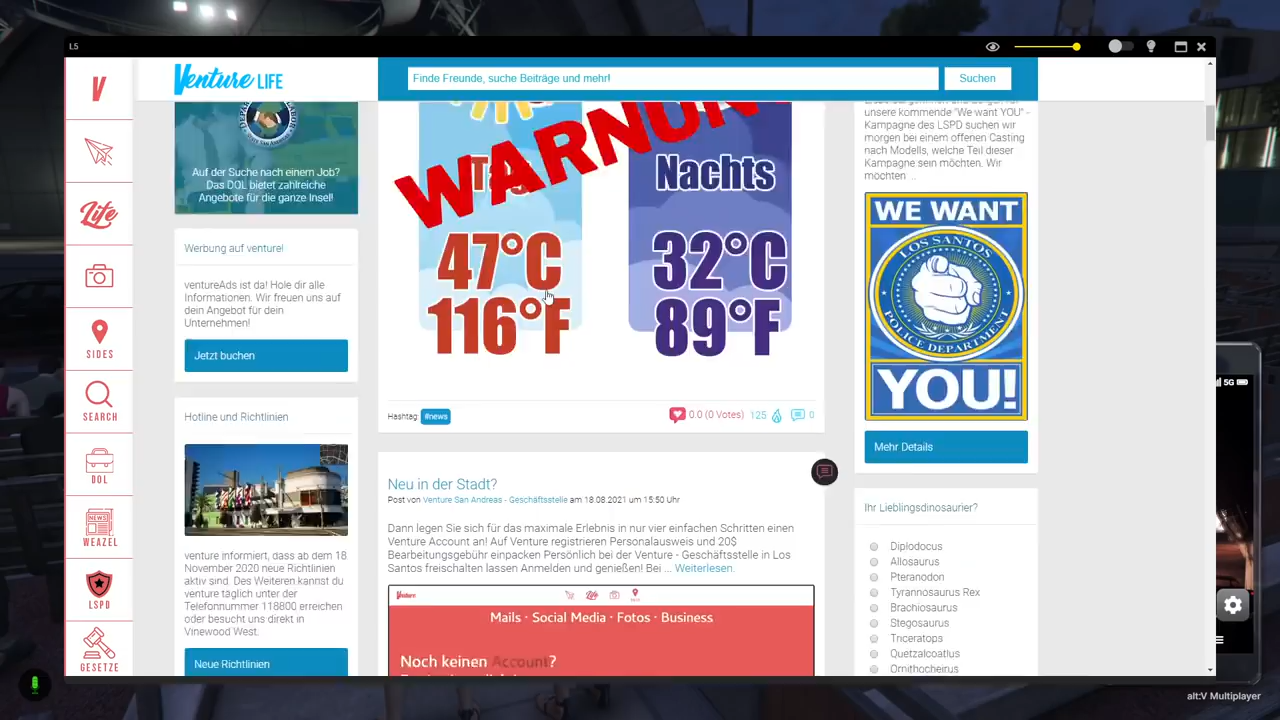 L5
V
Venture LIFE
Finde Freunde, suche Beiträge und mehr!
Suchen
Life
SIDES
SEARCH
DOL
NEWS
WEAZEL
LSPD
GESETZE
Auf der Suche nach einem Job?
Das DOL bietet zahlreiche
Angebote für die ganze Insel!
Werbung auf venture!
ventureAds ist da! Hole dir alle
Informationen. Wir freuen uns auf
dein Angebot für dein
Unternehmen!
Jetzt buchen
Hotline und Richtlinien
venture informiert, dass ab dem 18.
November 2020 neue Richtlinien
aktiv sind. Des Weiteren kannst du
venture täglich unter der
Telefonnummer 118800 erreichen
oder besucht uns direkt in
Vinewood West.
Neue Richtlinien
WARNUN
Nachts
47°C
116°F
32°C
89°F
Hashtag: #news
0.0 (0 Votes) 125 0
Neu in der Stadt?
Post von Venture San Andreas - Geschäftsstelle am 18.08.2021 um 15:50 Uhr
Dann legen Sie sich für das maximale Erlebnis in nur vier einfachen Schritten einen
Venture Account an! Auf Venture registrieren Personalausweis und 20$
Bearbeitungsgebühr einpacken Persönlich bei der Venture - Geschäftsstelle in Los
Santos freischalten lassen Anmelden und genießen! Bei ... Weiterlesen.
Venture
Mails · Social Media · Fotos · Business
Noch keinen Account?
unsere kommende "We want YOU" -
Kampagne des LSPD suchen wir
morgen bei einem offenen Casting
nach Modells, welche Teil dieser
Kampagne sein möchten. Wir
möchten ..
WE WANT
LOS SANTOS
POLICE DEPARTMENT
YOU!
Mehr Details
Ihr Lieblingsdinosaurier?
Diplodocus
Allosaurus
Pteranodon
Tyrannosaurus Rex
Brachiosaurus
Stegosaurus
Triceratops
Quetzalcoatlus
Ornithocheirus
5G
alt:V Multiplayer